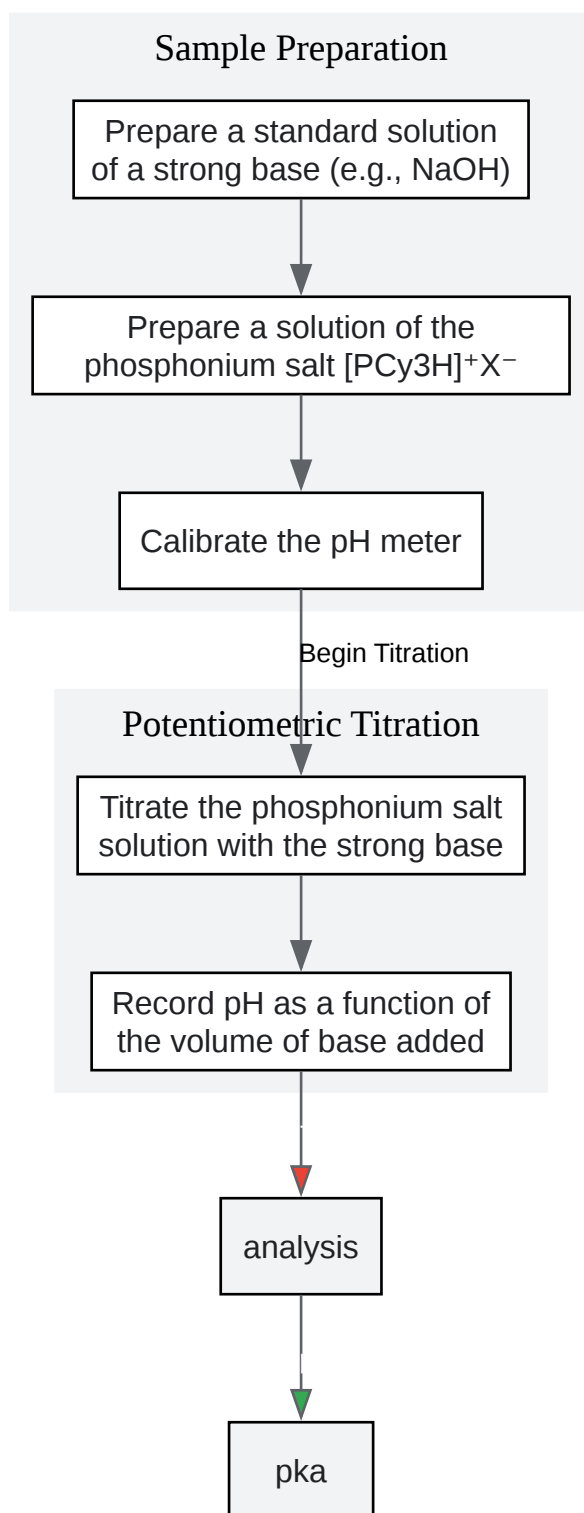 Sample Preparation
Prepare a standard solution
of a strong base (e.g., NaOH)
Prepare a solution of the
phosphonium salt [PCy3H]⁺X⁻
Calibrate the pH meter
Begin Titration
Potentiometric Titration
Titrate the phosphonium salt
solution with the strong base
Record pH as a function of
the volume of base added
analysis
pka